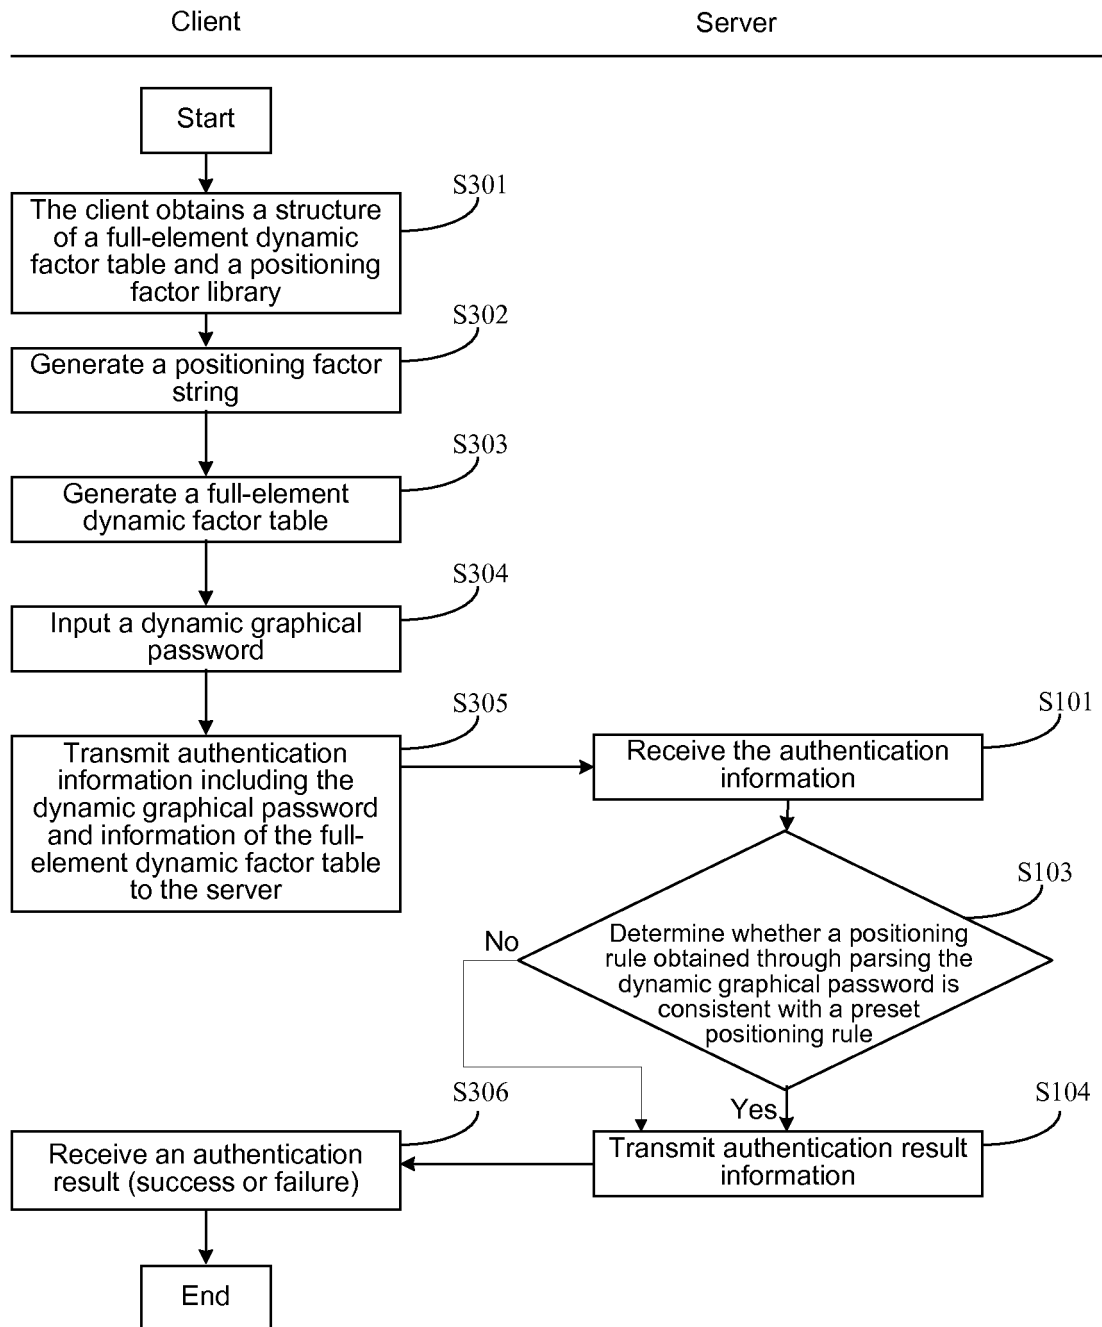 Client
Server
Start
S301
The client obtains a structure
of a full-element dynamic
factor table and a positioning
factor library
S302
Generate a positioning factor
string
S303
Generate a full-element
dynamic factor table
S304
Input a dynamic graphical
password
S305
Transmit authentication
information including the
dynamic graphical password
and information of the full-
element dynamic factor table
to the server
S101
Receive the authentication
information
S103
Determine whether a positioning
rule obtained through parsing the
dynamic graphical password is
consistent with a preset
positioning rule
No
Yes
S104
Transmit authentication result
information
S306
Receive an authentication
result (success or failure)
End